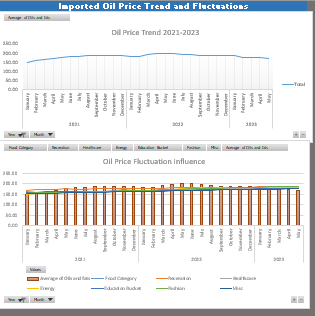 Imported Oil Price Trend and Fluctuations
Average of Oils and Fats
Oil Price Trend 2021-2023
250.00
200.00
150.00
100.00
50.00
0.00
January February March April May June July August September October November December January February March April May June July August September October November December January February March April May
2021 2022 2023
Total
Year Month
Food Category Recreation Healthcare Energy Education Basket Fashion Misc Average of Oils and Fats
Oil Price Fluctuation influence
250.00
200.00
150.00
100.00
50.00
0.00
January February March April May June July August September October November December January February March April May June July August September October November December January February March April May
2021 2022 2023
Values
Average of Oils and Fats Food Category Recreation Healthcare
Energy Education Basket Fashion Misc
Year Month